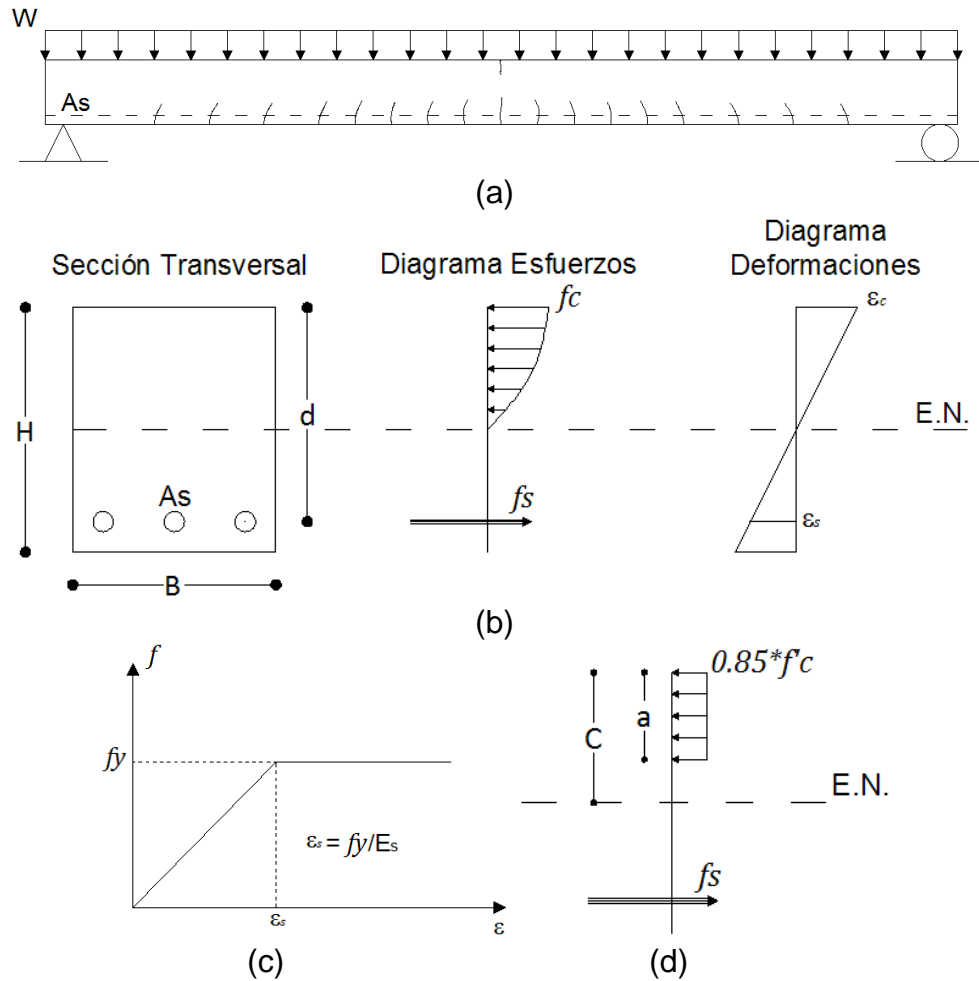 W
As
(a)
Sección Transversal
Diagrama Esfuerzos
Diagrama
Deformaciones
fc
εc
H
d
E.N.
As
fs
εs
B
(b)
f
fy
εs = fy/Es
εs
ε
(c)
0.85*f'c
C
a
E.N.
fs
(d)